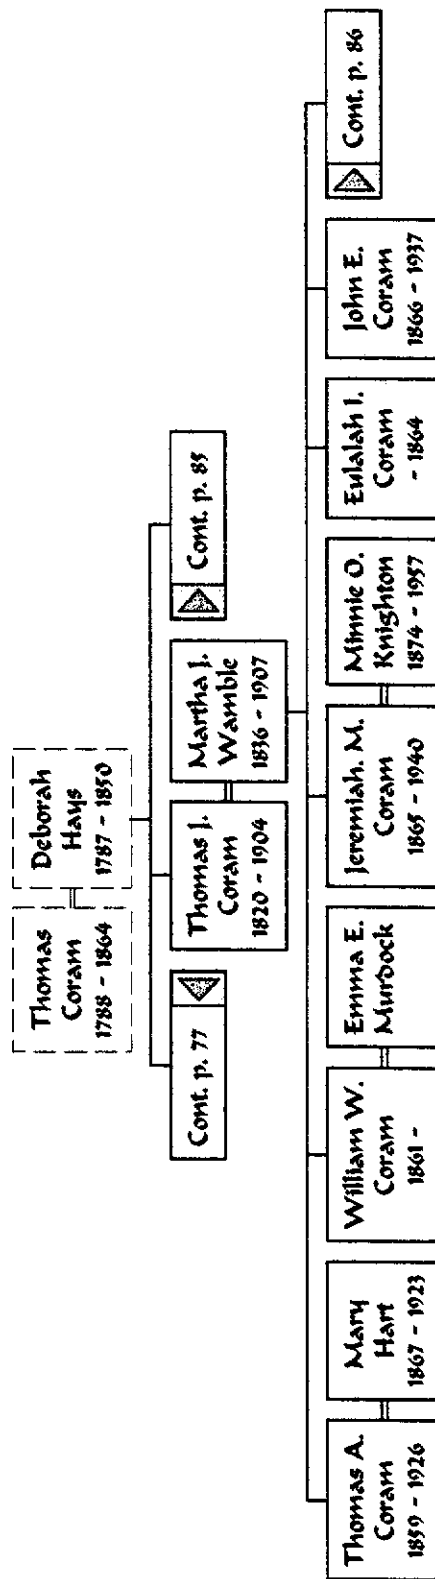 Thomas
Coram
1788 - 1864
Deborah
Hays
1787 - 1850
Cont. p. 77
Thomas J.
Coram
1820 - 1904
Martha J.
Wamble
1836 - 1907
Cont. p. 85
Thomas A.
Coram
1859 - 1926
Mary
Hart
1867 - 1923
William W.
Coram
1861 -
Emma E.
Murdock
Jeremiah. M.
Coram
1865 - 1940
Minnie O.
Knighton
1874 - 1957
Eulalah I.
Coram
- 1864
John E.
Coram
1866 - 1937
Cont. p. 86